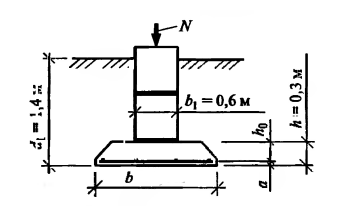 N
d₁ = 1,4 м
b₁ = 0,6 м
h₀
h = 0,3 м
a
b